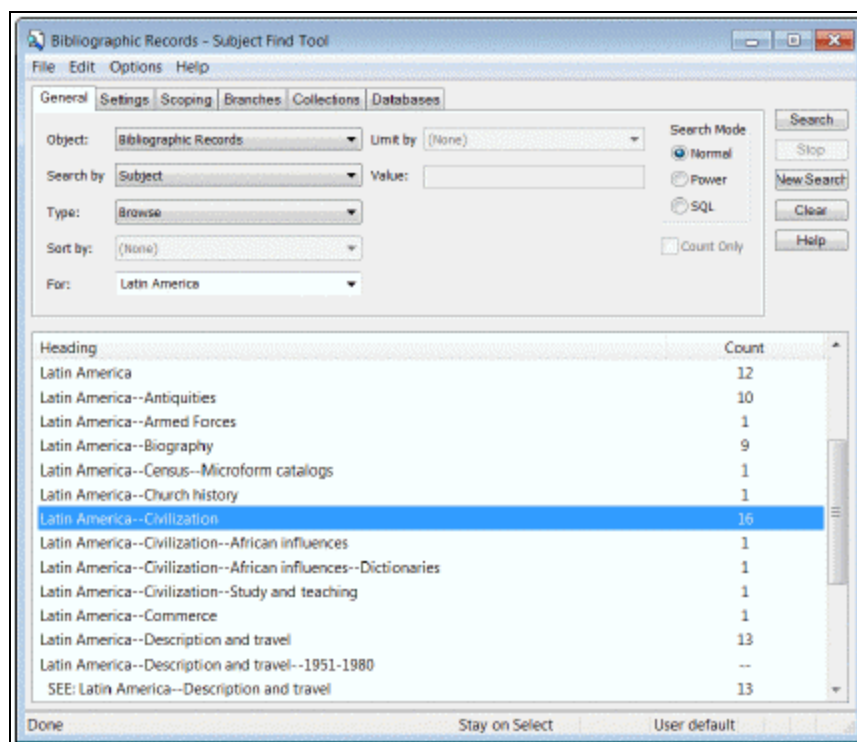 Bibliographic Records - Subject Find Tool
File Edit Options Help
General Settings Scoping Branches Collections Databases
Object: Bibliographic Records Limit by (None) Search Mode Search
Normal Stop
Search by Subject Value: Power New Search
Type: Browse SQL Clear
Sort by: (None) Count Only Help
For: Latin America
Heading Count
Latin America 12
Latin America--Antiquities 10
Latin America--Armed Forces 1
Latin America--Biography 9
Latin America--Census--Microform catalogs 1
Latin America--Church history 1
Latin America--Civilization 16
Latin America--Civilization--African influences 1
Latin America--Civilization--African influences--Dictionaries 1
Latin America--Civilization--Study and teaching 1
Latin America--Commerce 1
Latin America--Description and travel 13
Latin America--Description and travel--1951-1980 --
SEE: Latin America--Description and travel 13
Done Stay on Select User default